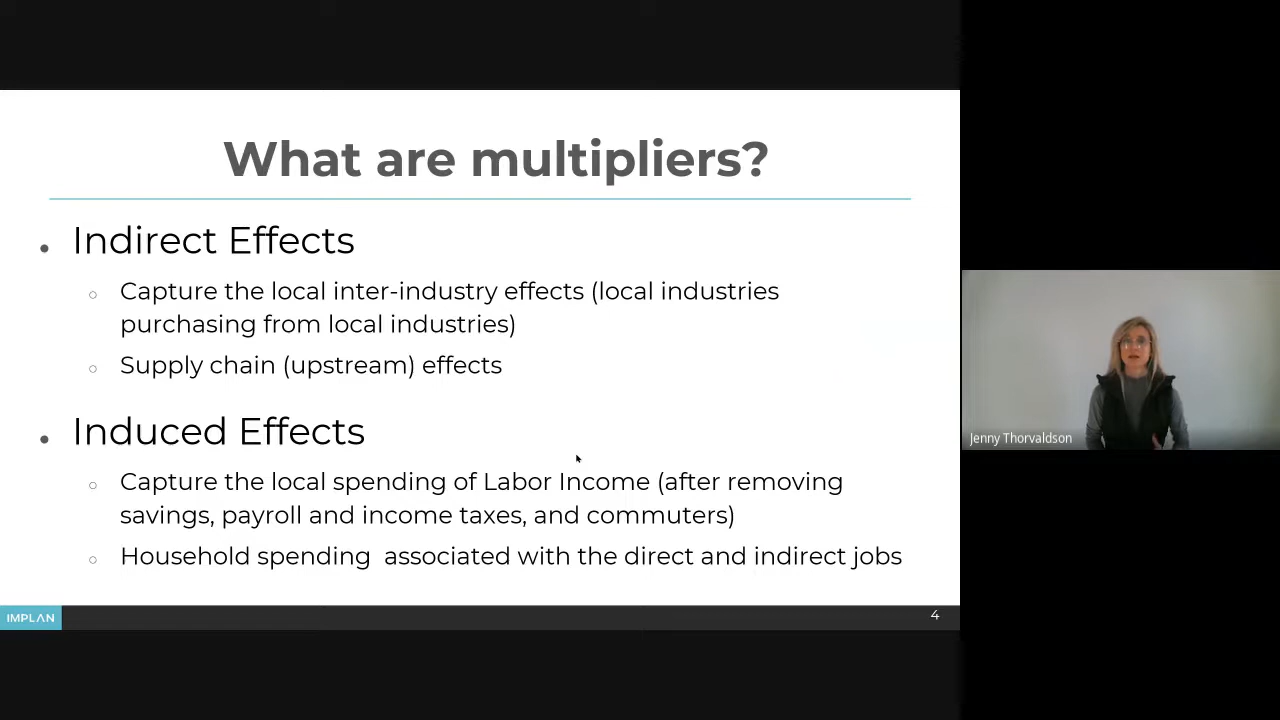 What are multipliers?
• Indirect Effects
○ Capture the local inter-industry effects (local industries
purchasing from local industries)
○ Supply chain (upstream) effects
• Induced Effects
○ Capture the local spending of Labor Income (after removing
savings, payroll and income taxes, and commuters)
○ Household spending  associated with the direct and indirect jobs
IMPLAN
4
Jenny Thorvaldson